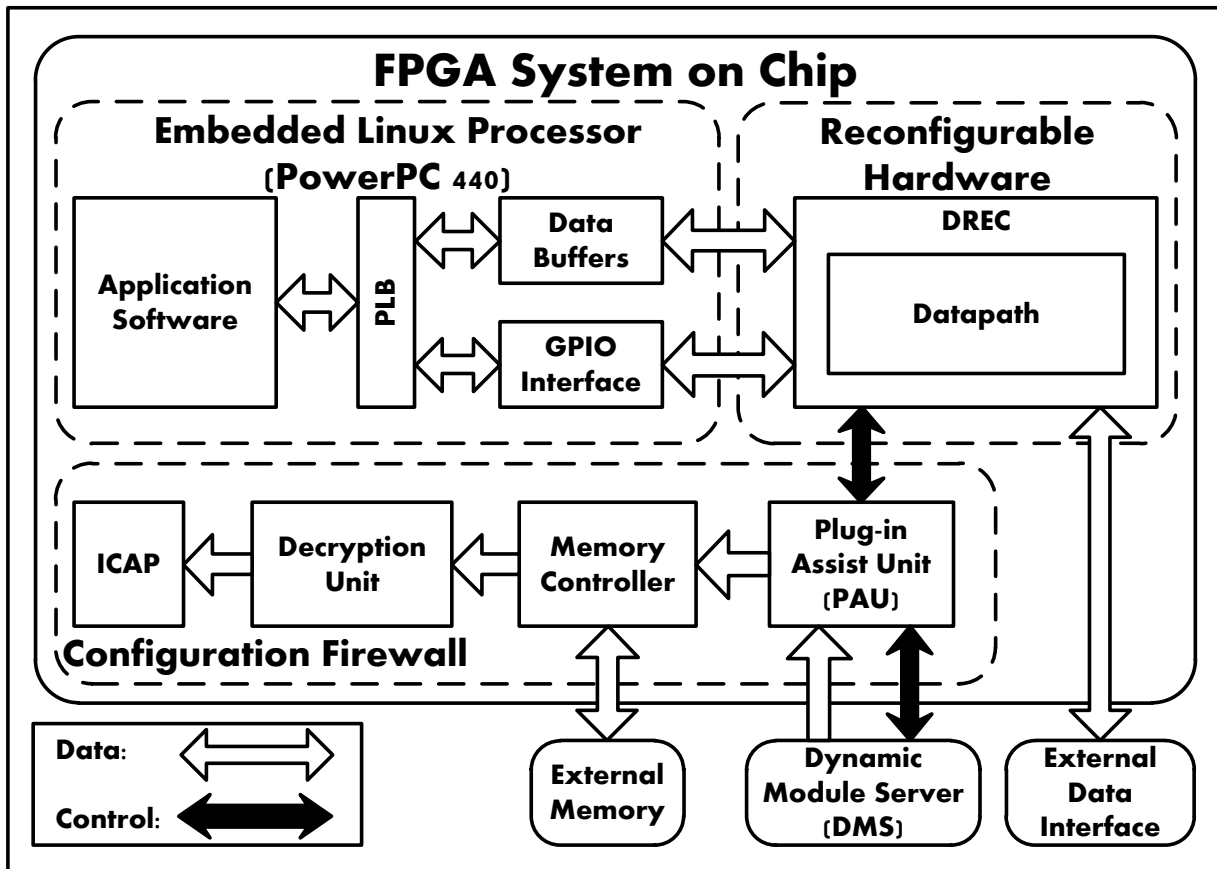 FPGA System on Chip
Embedded Linux Processor
(PowerPC 440)
Reconfigurable
Hardware
Application
Software
PLB
Data
Buffers
GPIO
Interface
DREC
Datapath
ICAP
Decryption
Unit
Memory
Controller
Plug-in
Assist Unit
(PAU)
Configuration Firewall
Data:
Control:
External
Memory
Dynamic
Module Server
(DMS)
External
Data
Interface